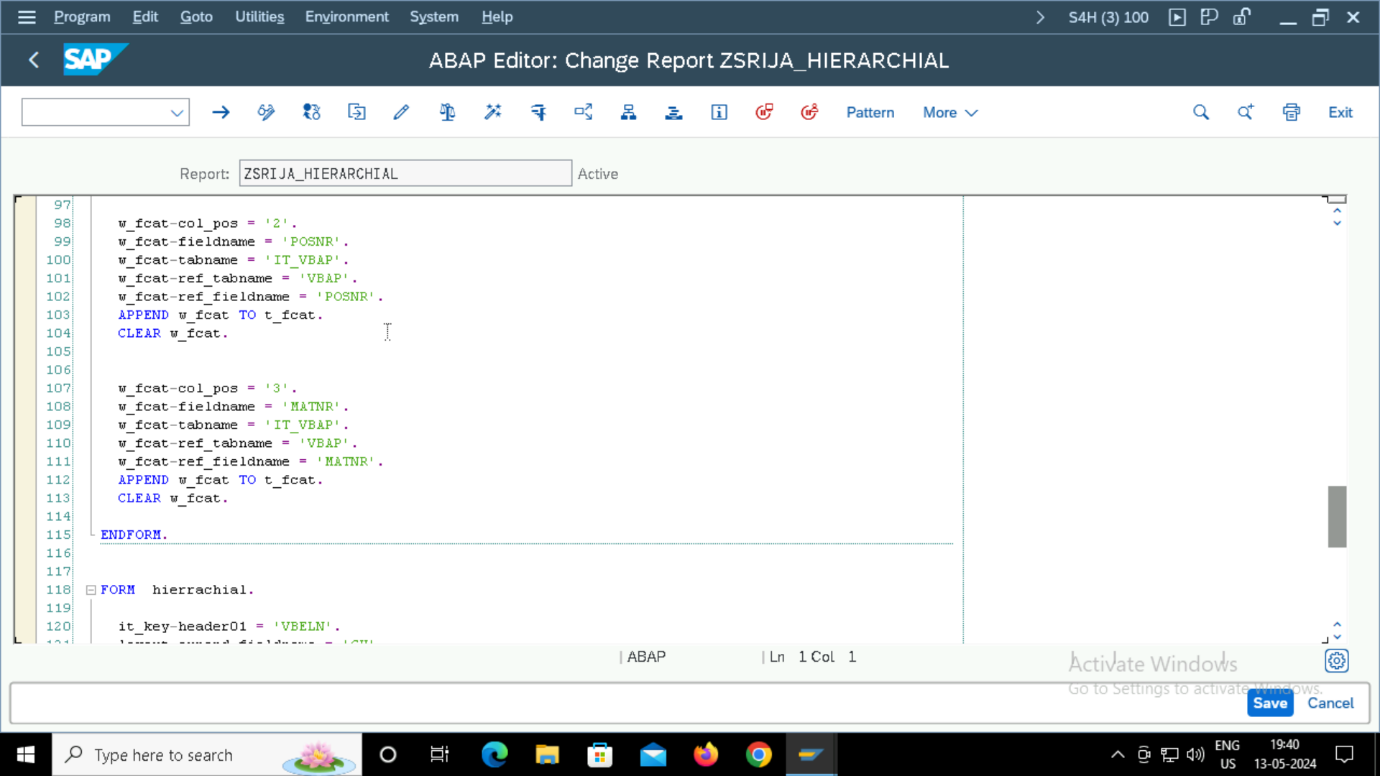 Program Edit Goto Utilities Environment System Help S4H (3) 100
SAP ABAP Editor: Change Report ZSRIJA_HIERARCHIAL
Pattern More Exit
Report: ZSRIJA_HIERARCHIAL Active
97
98 w_fcat-col_pos = '2'.
99 w_fcat-fieldname = 'POSNR'.
100 w_fcat-tabname = 'IT_VBAP'.
101 w_fcat-ref_tabname = 'VBAP'.
102 w_fcat-ref_fieldname = 'POSNR'.
103 APPEND w_fcat TO t_fcat.
104 CLEAR w_fcat.
105
106
107 w_fcat-col_pos = '3'.
108 w_fcat-fieldname = 'MATNR'.
109 w_fcat-tabname = 'IT_VBAP'.
110 w_fcat-ref_tabname = 'VBAP'.
111 w_fcat-ref_fieldname = 'MATNR'.
112 APPEND w_fcat TO t_fcat.
113 CLEAR w_fcat.
114
115 ENDFORM.
116
117
118 FORM hierrachial.
119
120 it_key-header01 = 'VBELN'.
ABAP Ln 1 Col 1
Activate Windows
Go to Settings to activate Windows.
Save Cancel
Type here to search
ENG
US
19:40
13-05-2024